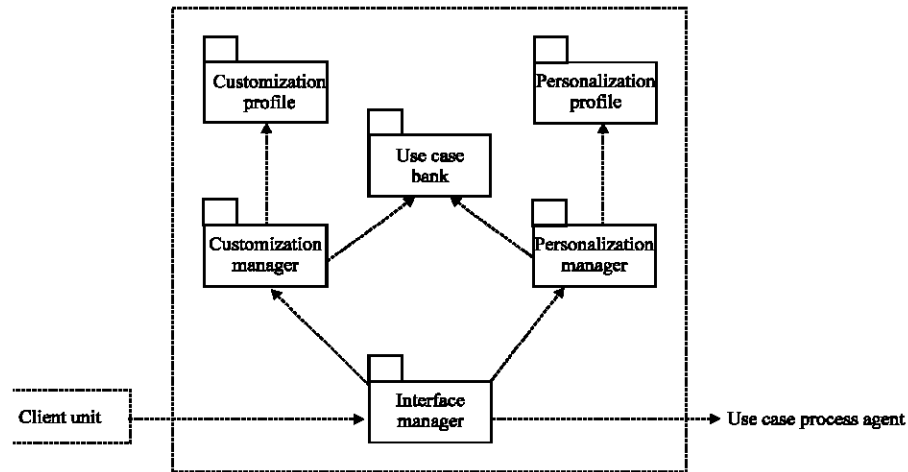 Customization
profile
Personalization
profile
Use case
bank
Customization
manager
Personalization
manager
Client unit
Interface
manager
Use case process agent